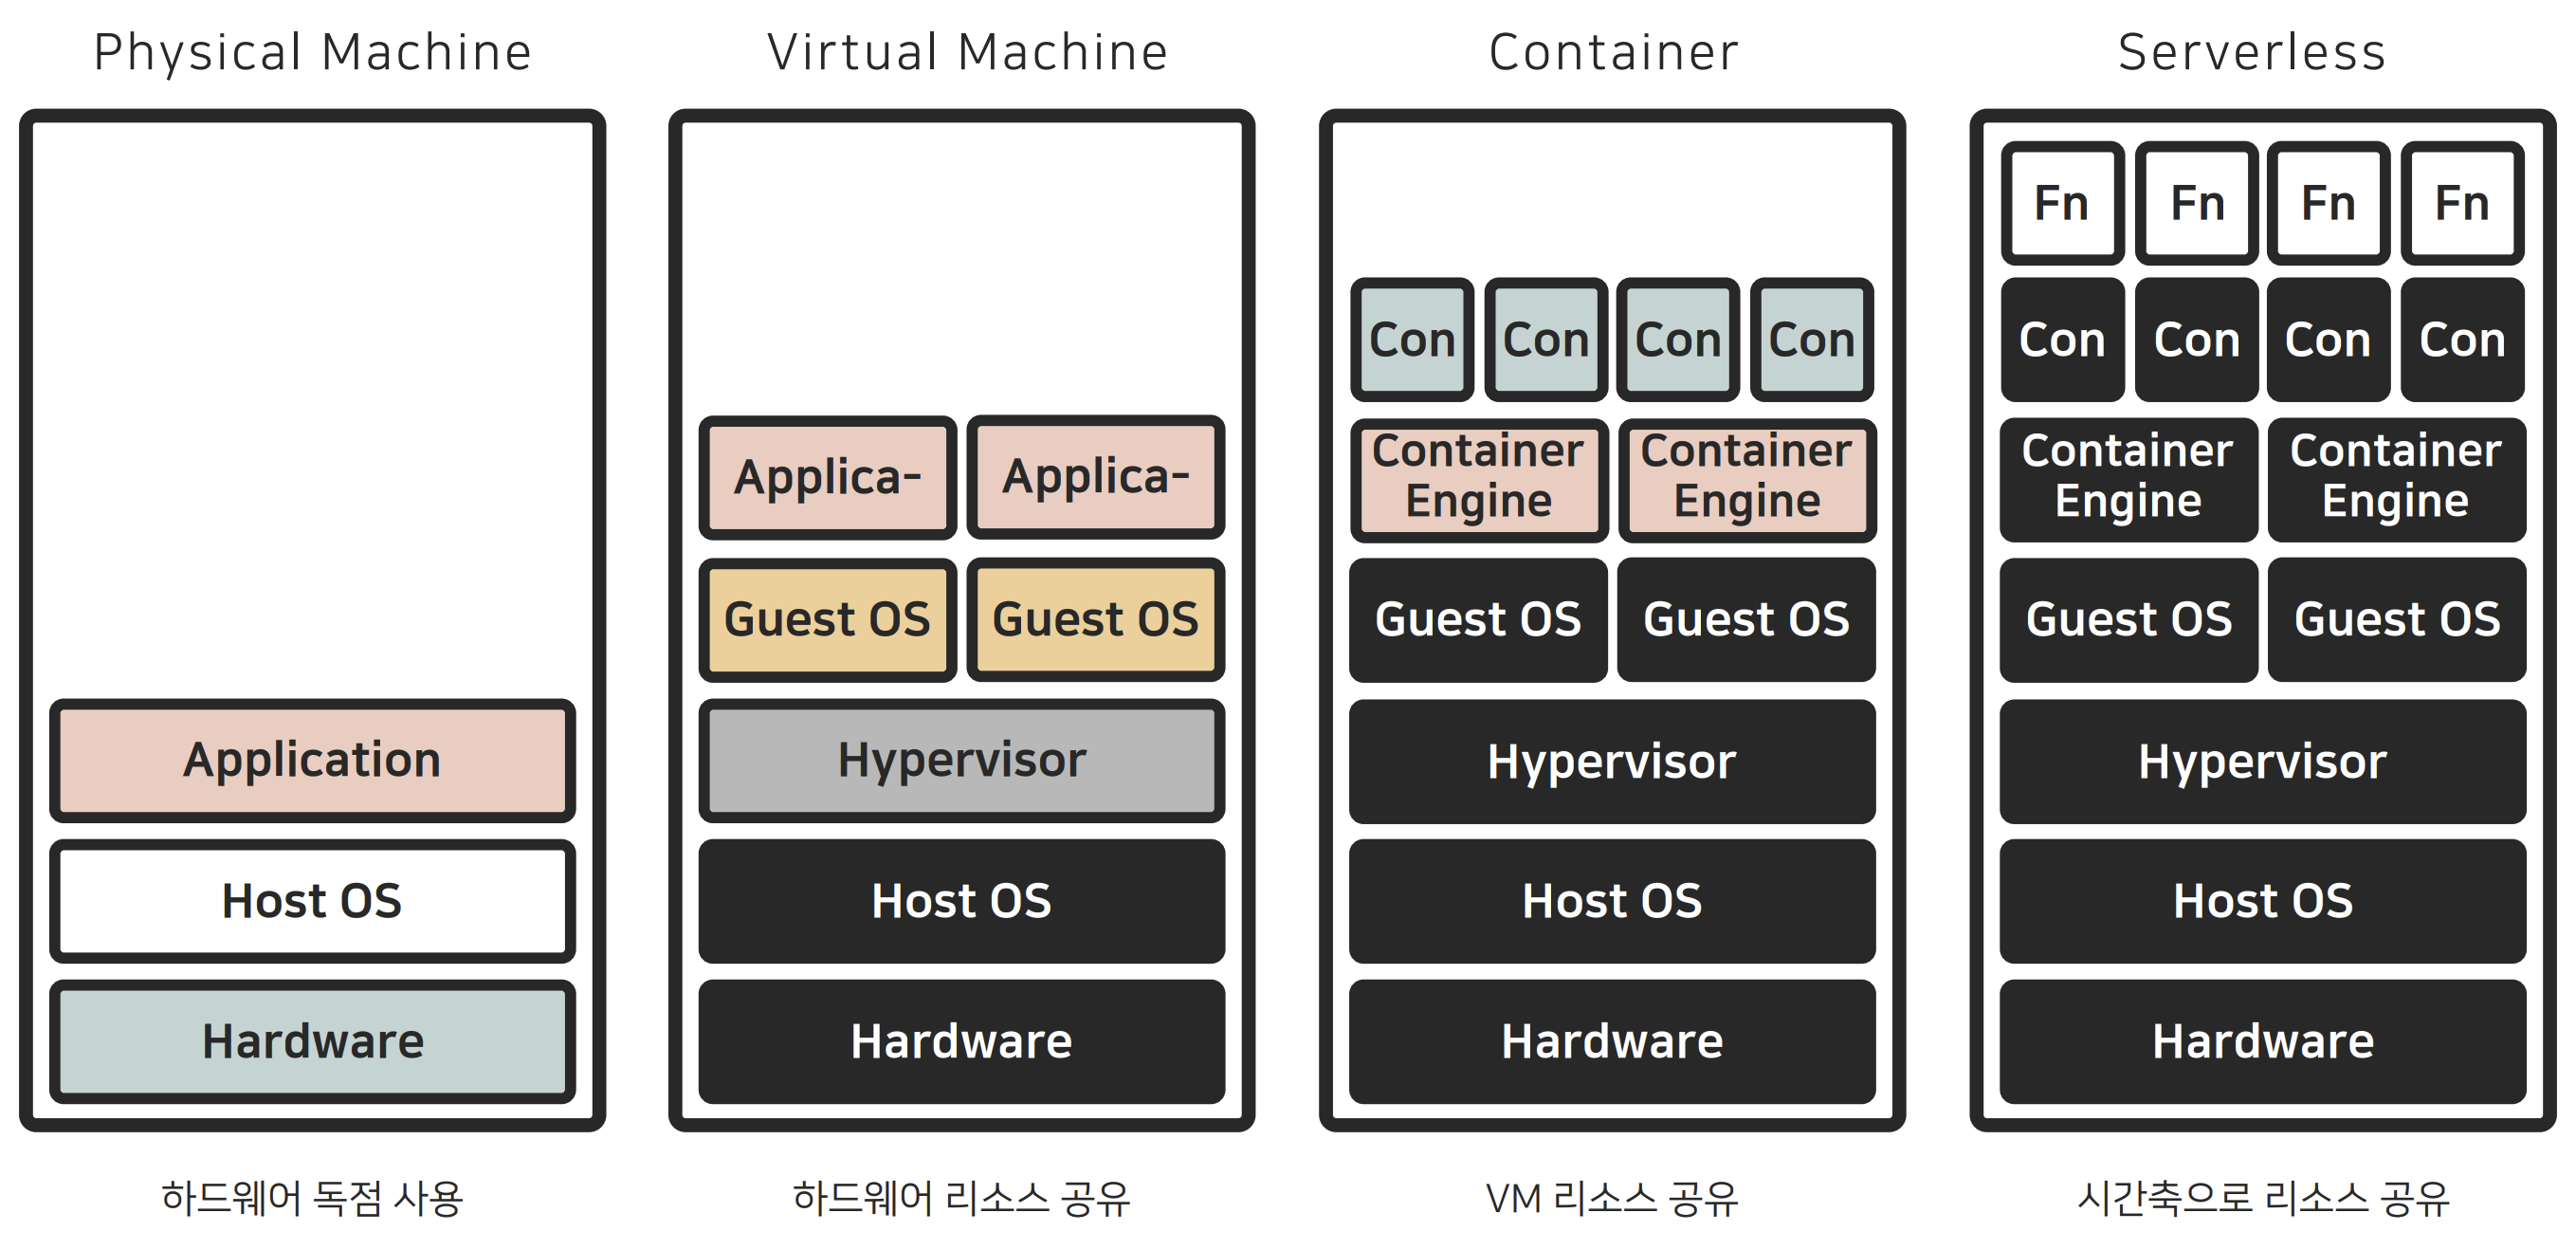 Physical Machine
Application
Host OS
Hardware
하드웨어 독점 사용
Virtual Machine
Applica- Applica-
Guest OS Guest OS
Hypervisor
Host OS
Hardware
하드웨어 리소스 공유
Container
Con Con Con Con
Container Container
Engine Engine
Guest OS Guest OS
Hypervisor
Host OS
Hardware
VM 리소스 공유
Serverless
Fn Fn Fn Fn
Con Con Con Con
Container Container
Engine Engine
Guest OS Guest OS
Hypervisor
Host OS
Hardware
시간축으로 리소스 공유